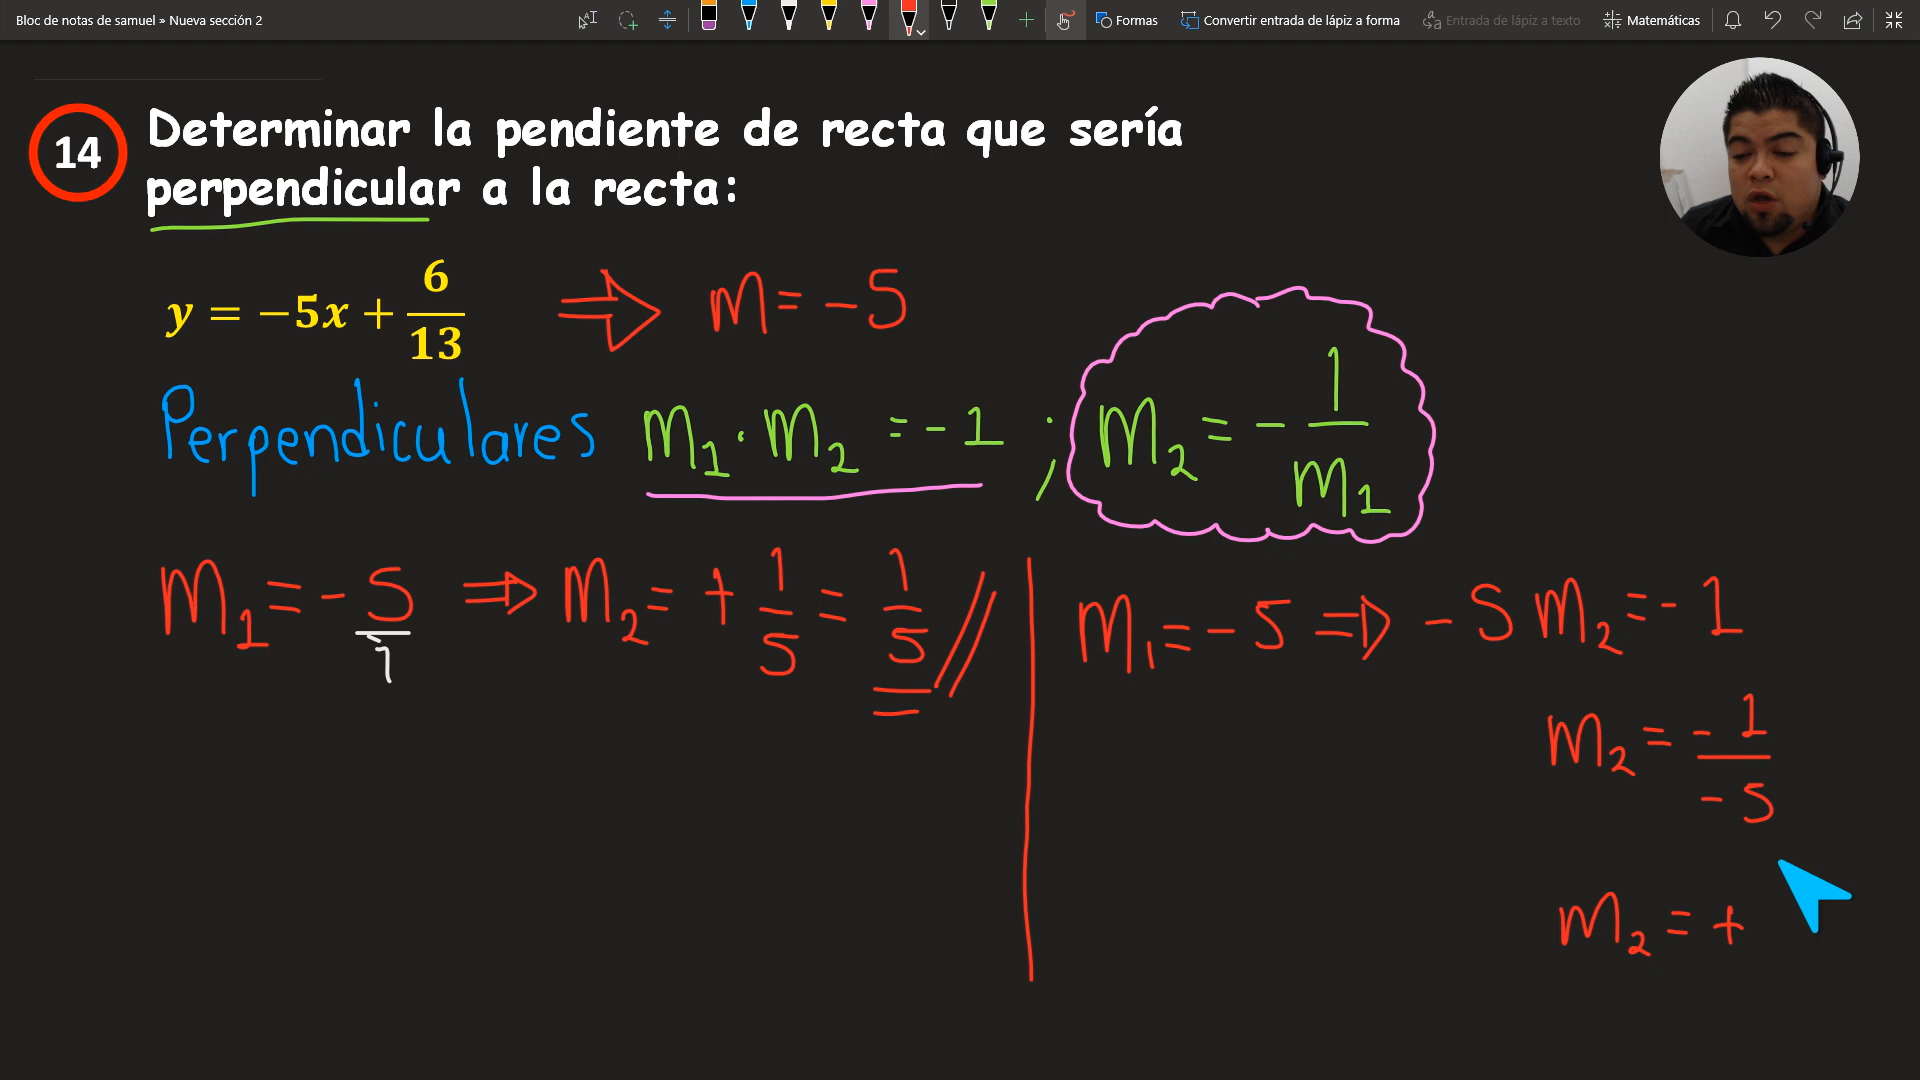 Bloc de notas de samuel » Nueva sección 2
Formas
Convertir entrada de lápiz a forma
Entrada de lápiz a texto
Matemáticas
14
Determinar la pendiente de recta que sería
perpendicular a la recta:
y = −5x + 6/13 ⇒ m = -5
Perpendiculares m₁ · m₂ = -1 ; m₂ = - 1/m₁
m₁ = - 5/1 ⇒ m₂ = + 1/5 = 1/5 //
m₁ = -5 ⇒ -5 m₂ = -1
m₂ = -1/-5
m₂ = +